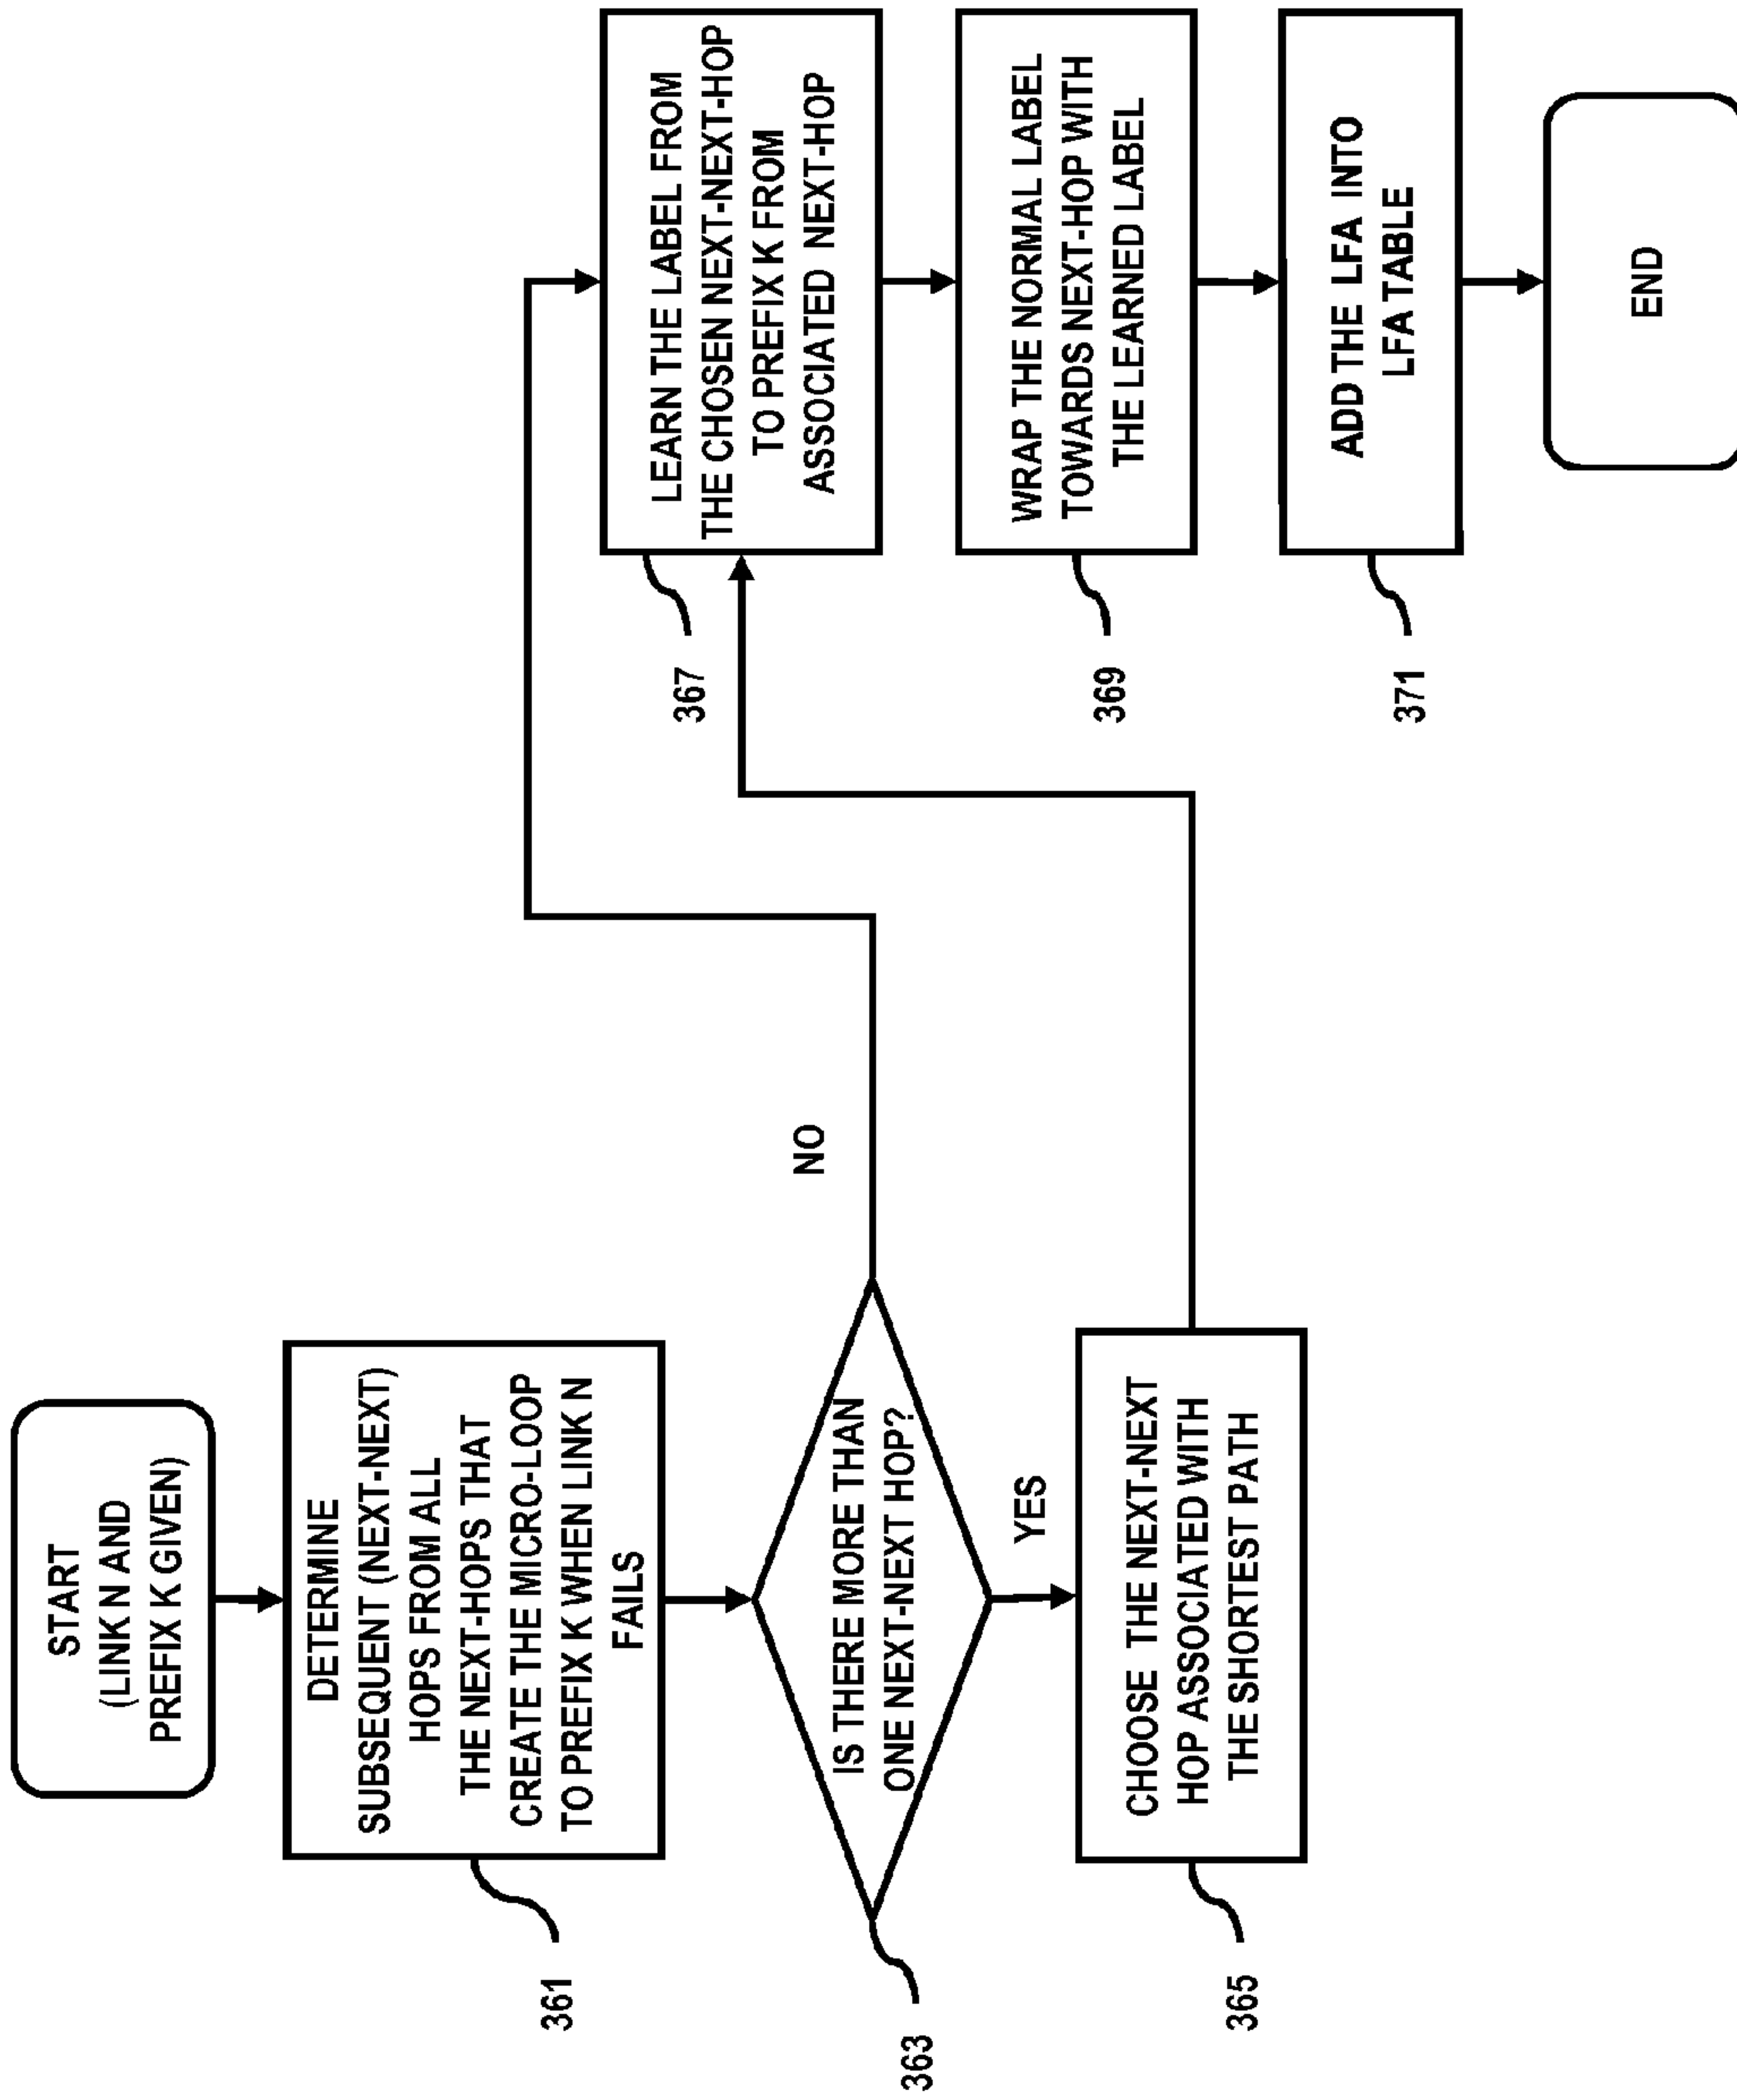 START
(LINK N AND
PREFIX K GIVEN)
DETERMINE
SUBSEQUENT (NEXT-NEXT)
HOPS FROM ALL
THE NEXT-HOPS THAT
CREATE THE MICRO-LOOP
TO PREFIX K WHEN LINK N
FAILS
361
IS THERE MORE THAN
ONE NEXT-NEXT HOP?
363
NO
YES
CHOOSE THE NEXT-NEXT
HOP ASSOCIATED WITH
THE SHORTEST PATH
365
LEARN THE LABEL FROM
THE CHOSEN NEXT-NEXT-HOP
TO PREFIX K FROM
ASSOCIATED NEXT-HOP
367
WRAP THE NORMAL LABEL
TOWARDS NEXT-HOP WITH
THE LEARNED LABEL
369
ADD THE LFA INTO
LFA TABLE
371
END